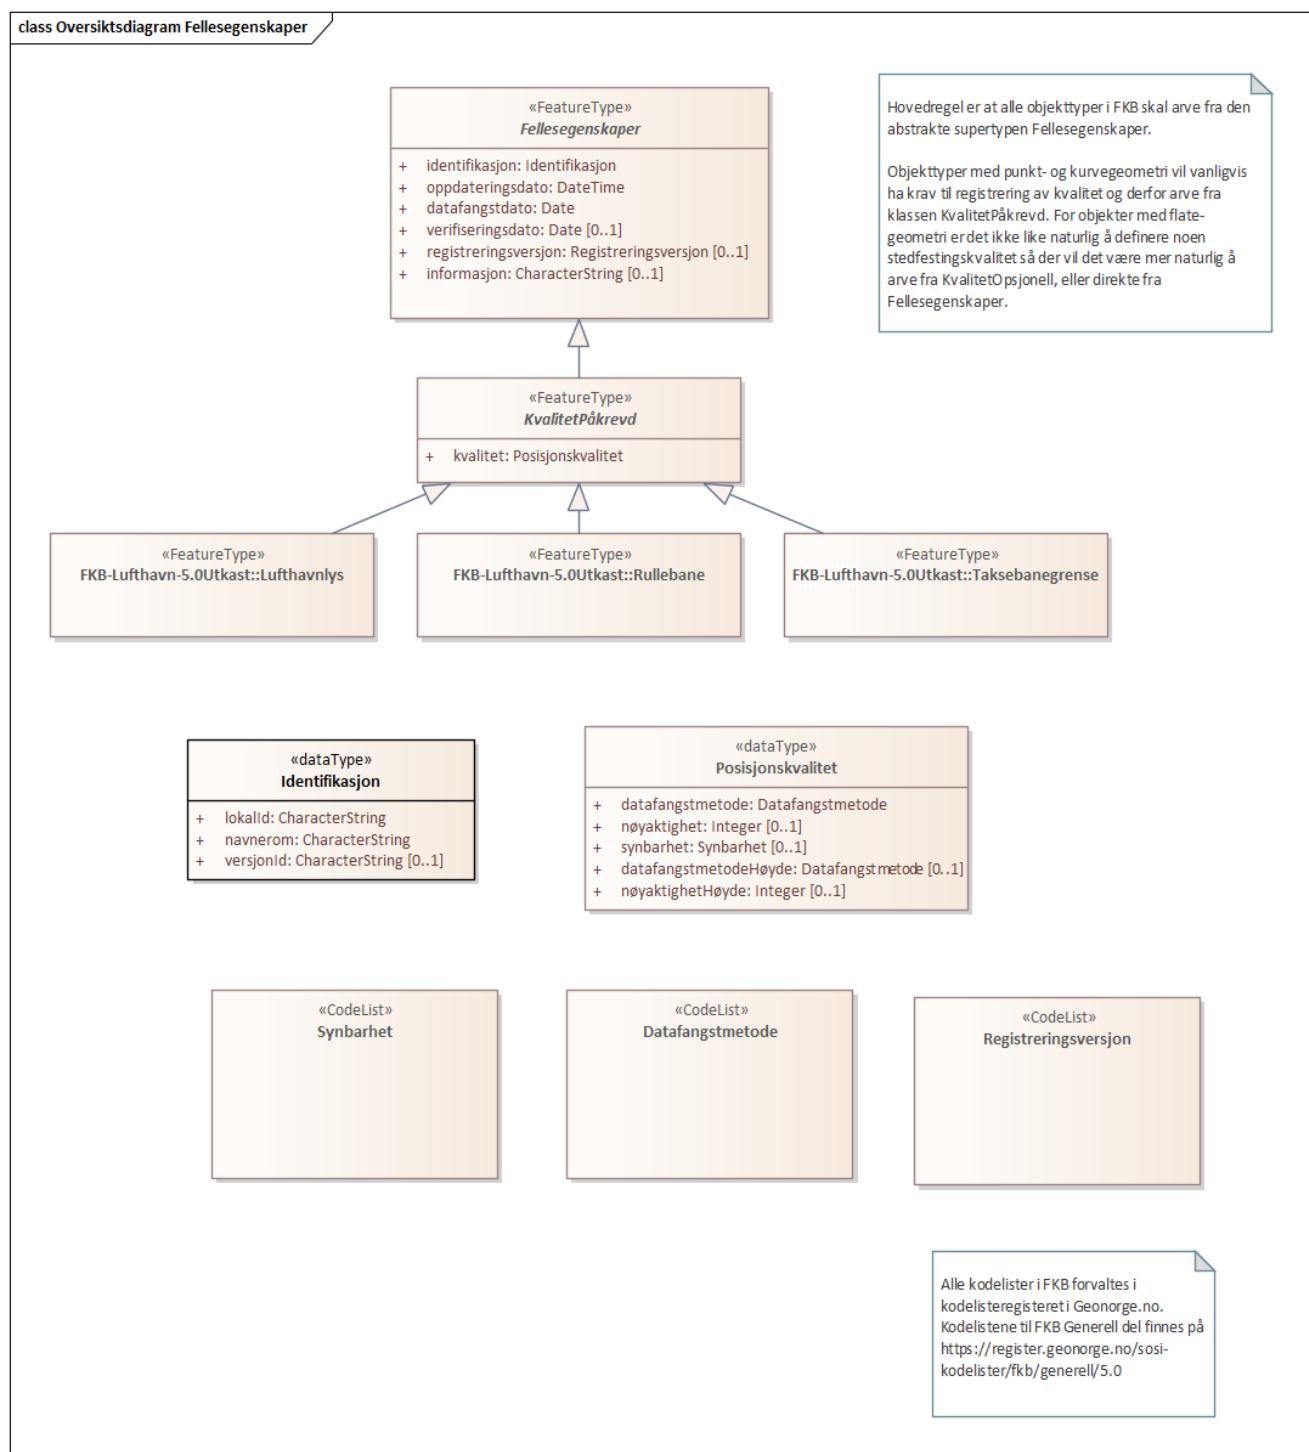 class Oversiktsdiagram Fellesegenskaper
«FeatureType»
Fellesegenskaper
+ identifikasjon: Identifikasjon
+ oppdateringsdato: DateTime
+ datafangstdato: Date
+ verifiseringsdato: Date [0..1]
+ registreringsversjon: Registreringsversjon [0..1]
+ informasjon: CharacterString [0..1]
Hovedregel er at alle objekttyper i FKB skal arve fra den
abstrakte supertypen Fellesegenskaper.
Objekttyper med punkt- og kurvegeometri vil vanligvis
ha krav til registrering av kvalitet og derfor arve fra
klassen KvalitetPåkrevd. For objekter med flate-
geometri er det ikke like naturlig å definere noen
stedfestingskvalitet så der vil det være mer naturlig å
arve fra KvalitetOpsjonell, eller direkte fra
Fellesegenskaper.
«FeatureType»
KvalitetPåkrevd
+ kvalitet: Posisjonskvalitet
«FeatureType»
FKB-Lufthavn-5.0Utkast::Lufthavnlys
«FeatureType»
FKB-Lufthavn-5.0Utkast::Rullebane
«FeatureType»
FKB-Lufthavn-5.0Utkast::Taksebanegrense
«dataType»
Identifikasjon
+ lokalId: CharacterString
+ navnerom: CharacterString
+ versjonId: CharacterString [0..1]
«dataType»
Posisjonskvalitet
+ datafangstmetode: Datafangstmetode
+ nøyaktighet: Integer [0..1]
+ synbarhet: Synbarhet [0..1]
+ datafangstmetodeHøyde: Datafangstmetode [0..1]
+ nøyaktighetHøyde: Integer [0..1]
«CodeList»
Synbarhet
«CodeList»
Datafangstmetode
«CodeList»
Registreringsversjon
Alle kodelister i FKB forvaltes i
kodelisteregisteret i Geonorge.no.
Kodelistene til FKB Generell del finnes på
https://register.geonorge.no/sosi-
kodelister/fkb/generell/5.0